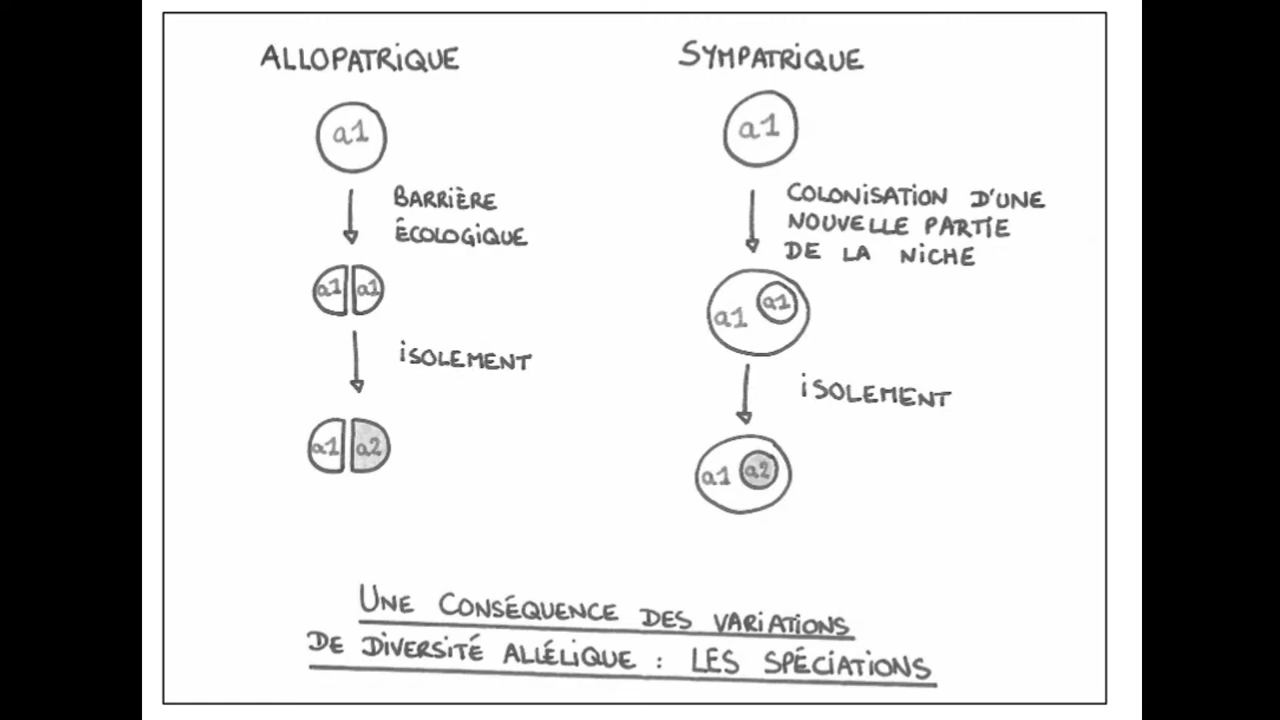 ALLOPATRIQUE
a1
BARRIÈRE
ÉCOLOGIQUE
a1 a1
ISOLEMENT
a1 a2
SYMPATRIQUE
a1
COLONISATION D'UNE
NOUVELLE PARTIE
DE LA NICHE
a1 a1
ISOLEMENT
a1 a2
UNE CONSÉQUENCE DES VARIATIONS
DE DIVERSITÉ ALLÉLIQUE : LES SPÉCIATIONS